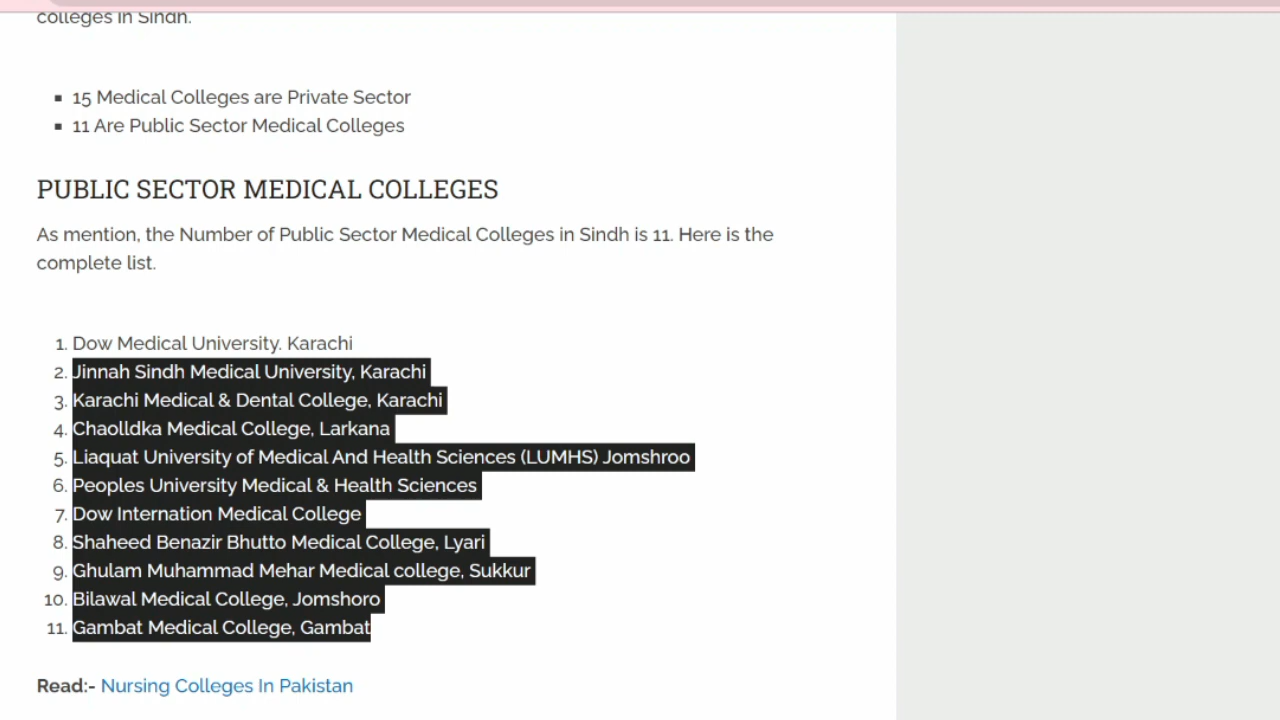 colleges in Sindh.
15 Medical Colleges are Private Sector
11 Are Public Sector Medical Colleges
PUBLIC SECTOR MEDICAL COLLEGES
As mention, the Number of Public Sector Medical Colleges in Sindh is 11. Here is the
complete list.
1. Dow Medical University. Karachi
2. Jinnah Sindh Medical University, Karachi
3. Karachi Medical & Dental College, Karachi
4. Chaolldka Medical College, Larkana
5. Liaquat University of Medical And Health Sciences (LUMHS) Jomshroo
6. Peoples University Medical & Health Sciences
7. Dow Internation Medical College
8. Shaheed Benazir Bhutto Medical College, Lyari
9. Ghulam Muhammad Mehar Medical college, Sukkur
10. Bilawal Medical College, Jomshoro
11. Gambat Medical College, Gambat
Read:- Nursing Colleges In Pakistan